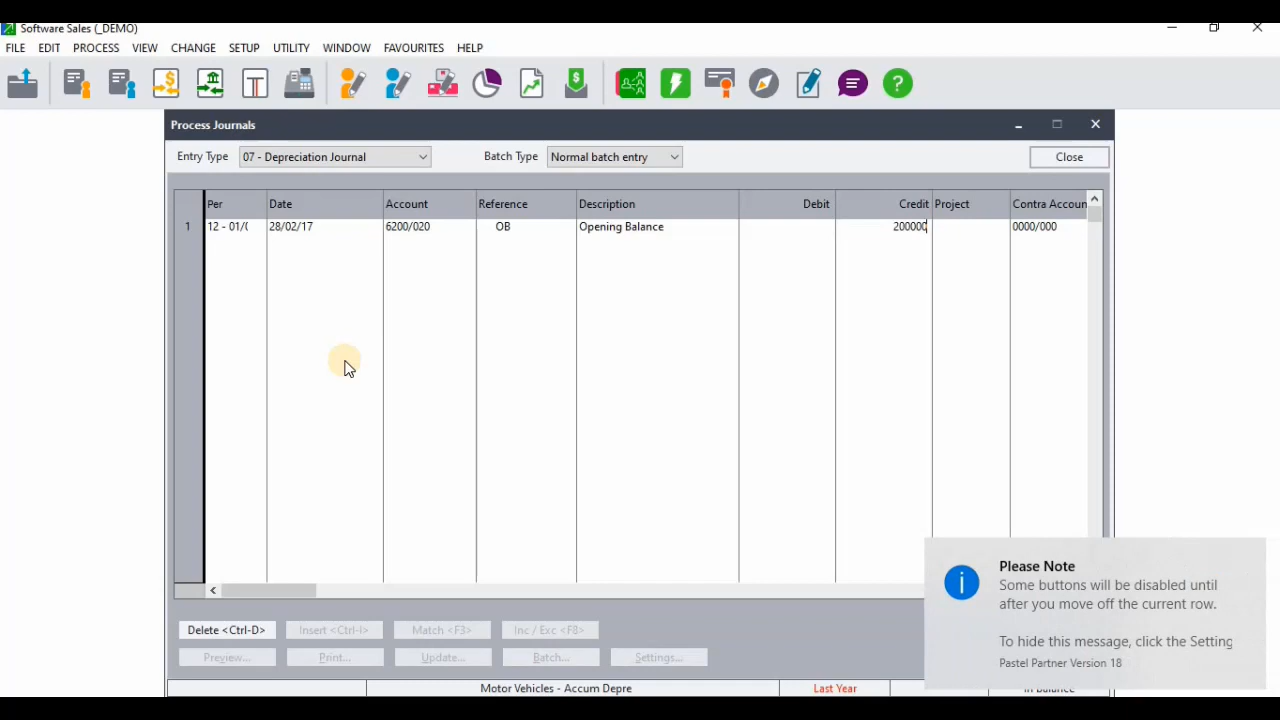 Software Sales (_DEMO)
FILE EDIT PROCESS VIEW CHANGE SETUP UTILITY WINDOW FAVOURITES HELP
Process Journals
Entry Type 07 - Depreciation Journal Batch Type Normal batch entry Close
Per Date Account Reference Description Debit Credit Project Contra Accoun
1 12 - 01/( 28/02/17 6200/020 OB Opening Balance 200000 0000/000
Please Note
Some buttons will be disabled until
after you move off the current row.
To hide this message, click the Setting
Pastel Partner Version 18
Delete <Ctrl-D> Insert <Ctrl-I> Match <F3> Inc / Exc <F8>
Preview... Print... Update... Batch... Settings...
Motor Vehicles - Accum Depre Last Year In Balance